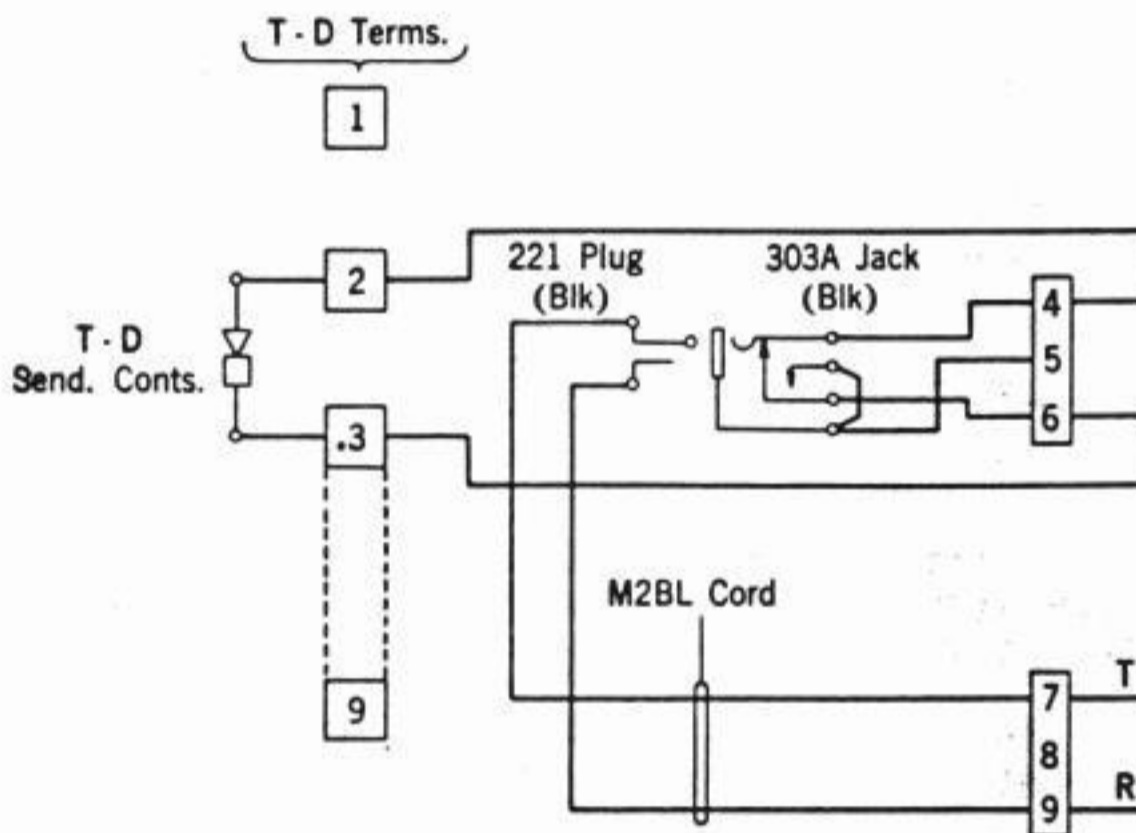 T·D Terms.
1
2
221 Plug
(Blk)
303A Jack
(Blk)
4
5
6
T·D
Send. Conts.
.3
M2BL Cord
9
7
8
9
T
R